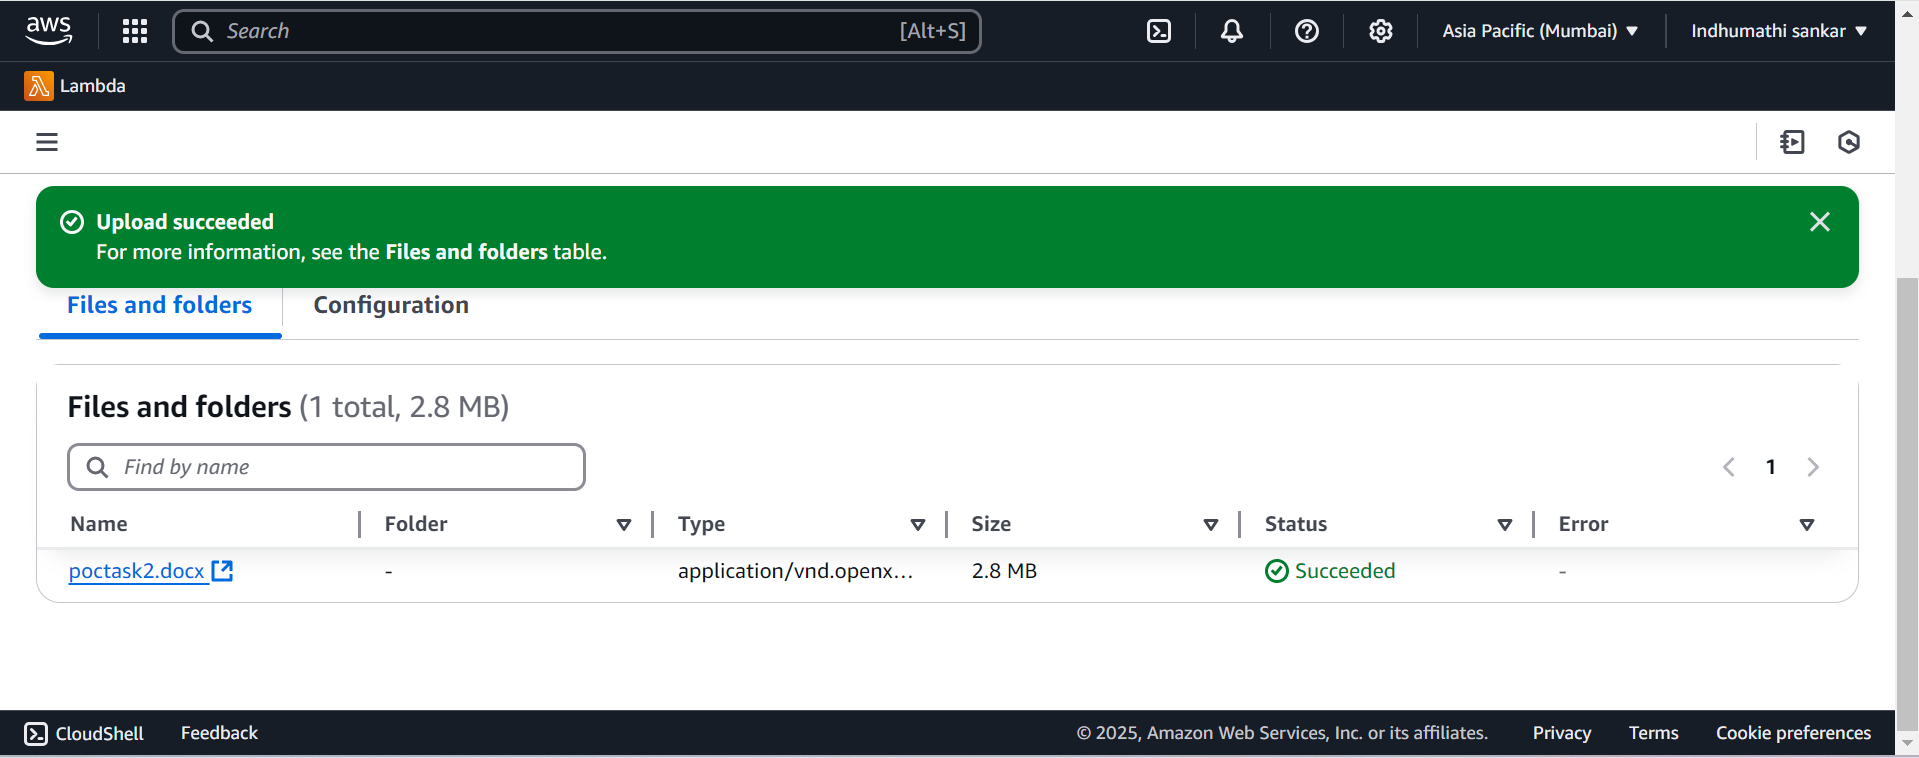 aws
Search [Alt+S]
Asia Pacific (Mumbai)
Indhumathi sankar
Lambda
Upload succeeded
For more information, see the Files and folders table.
Files and folders
Configuration
Files and folders (1 total, 2.8 MB)
Find by name
1
Name Folder Type Size Status Error
poctask2.docx - application/vnd.openx... 2.8 MB Succeeded -
CloudShell Feedback © 2025, Amazon Web Services, Inc. or its affiliates. Privacy Terms Cookie preferences